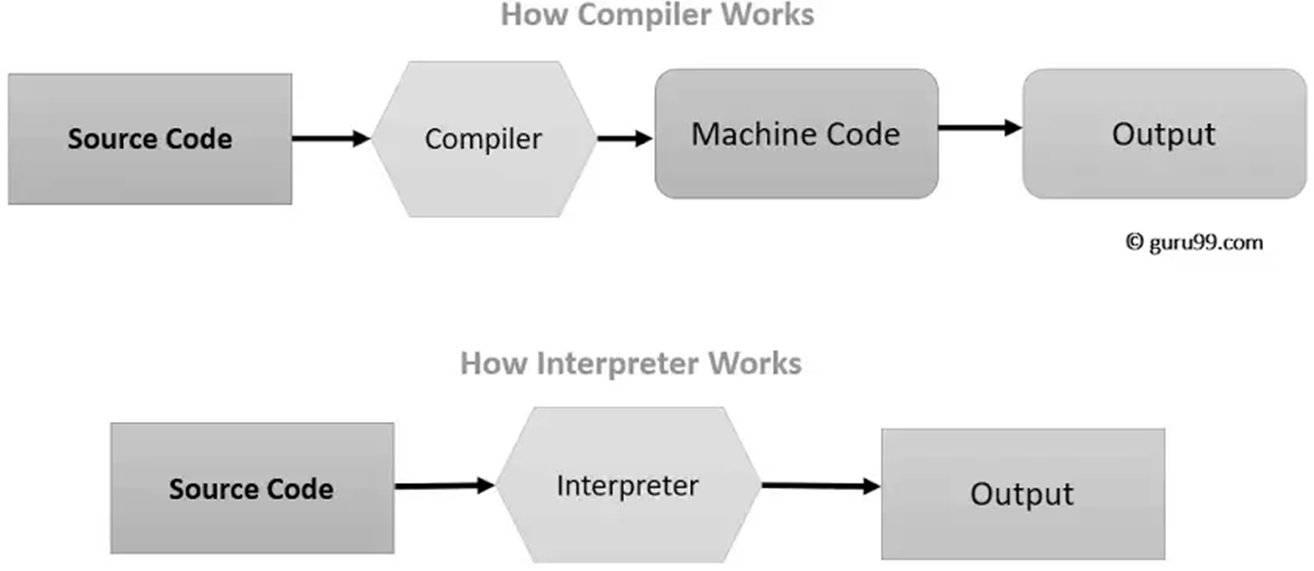 How Compiler Works
Source Code
Compiler
Machine Code
Output
© guru99.com
How Interpreter Works
Source Code
Interpreter
Output